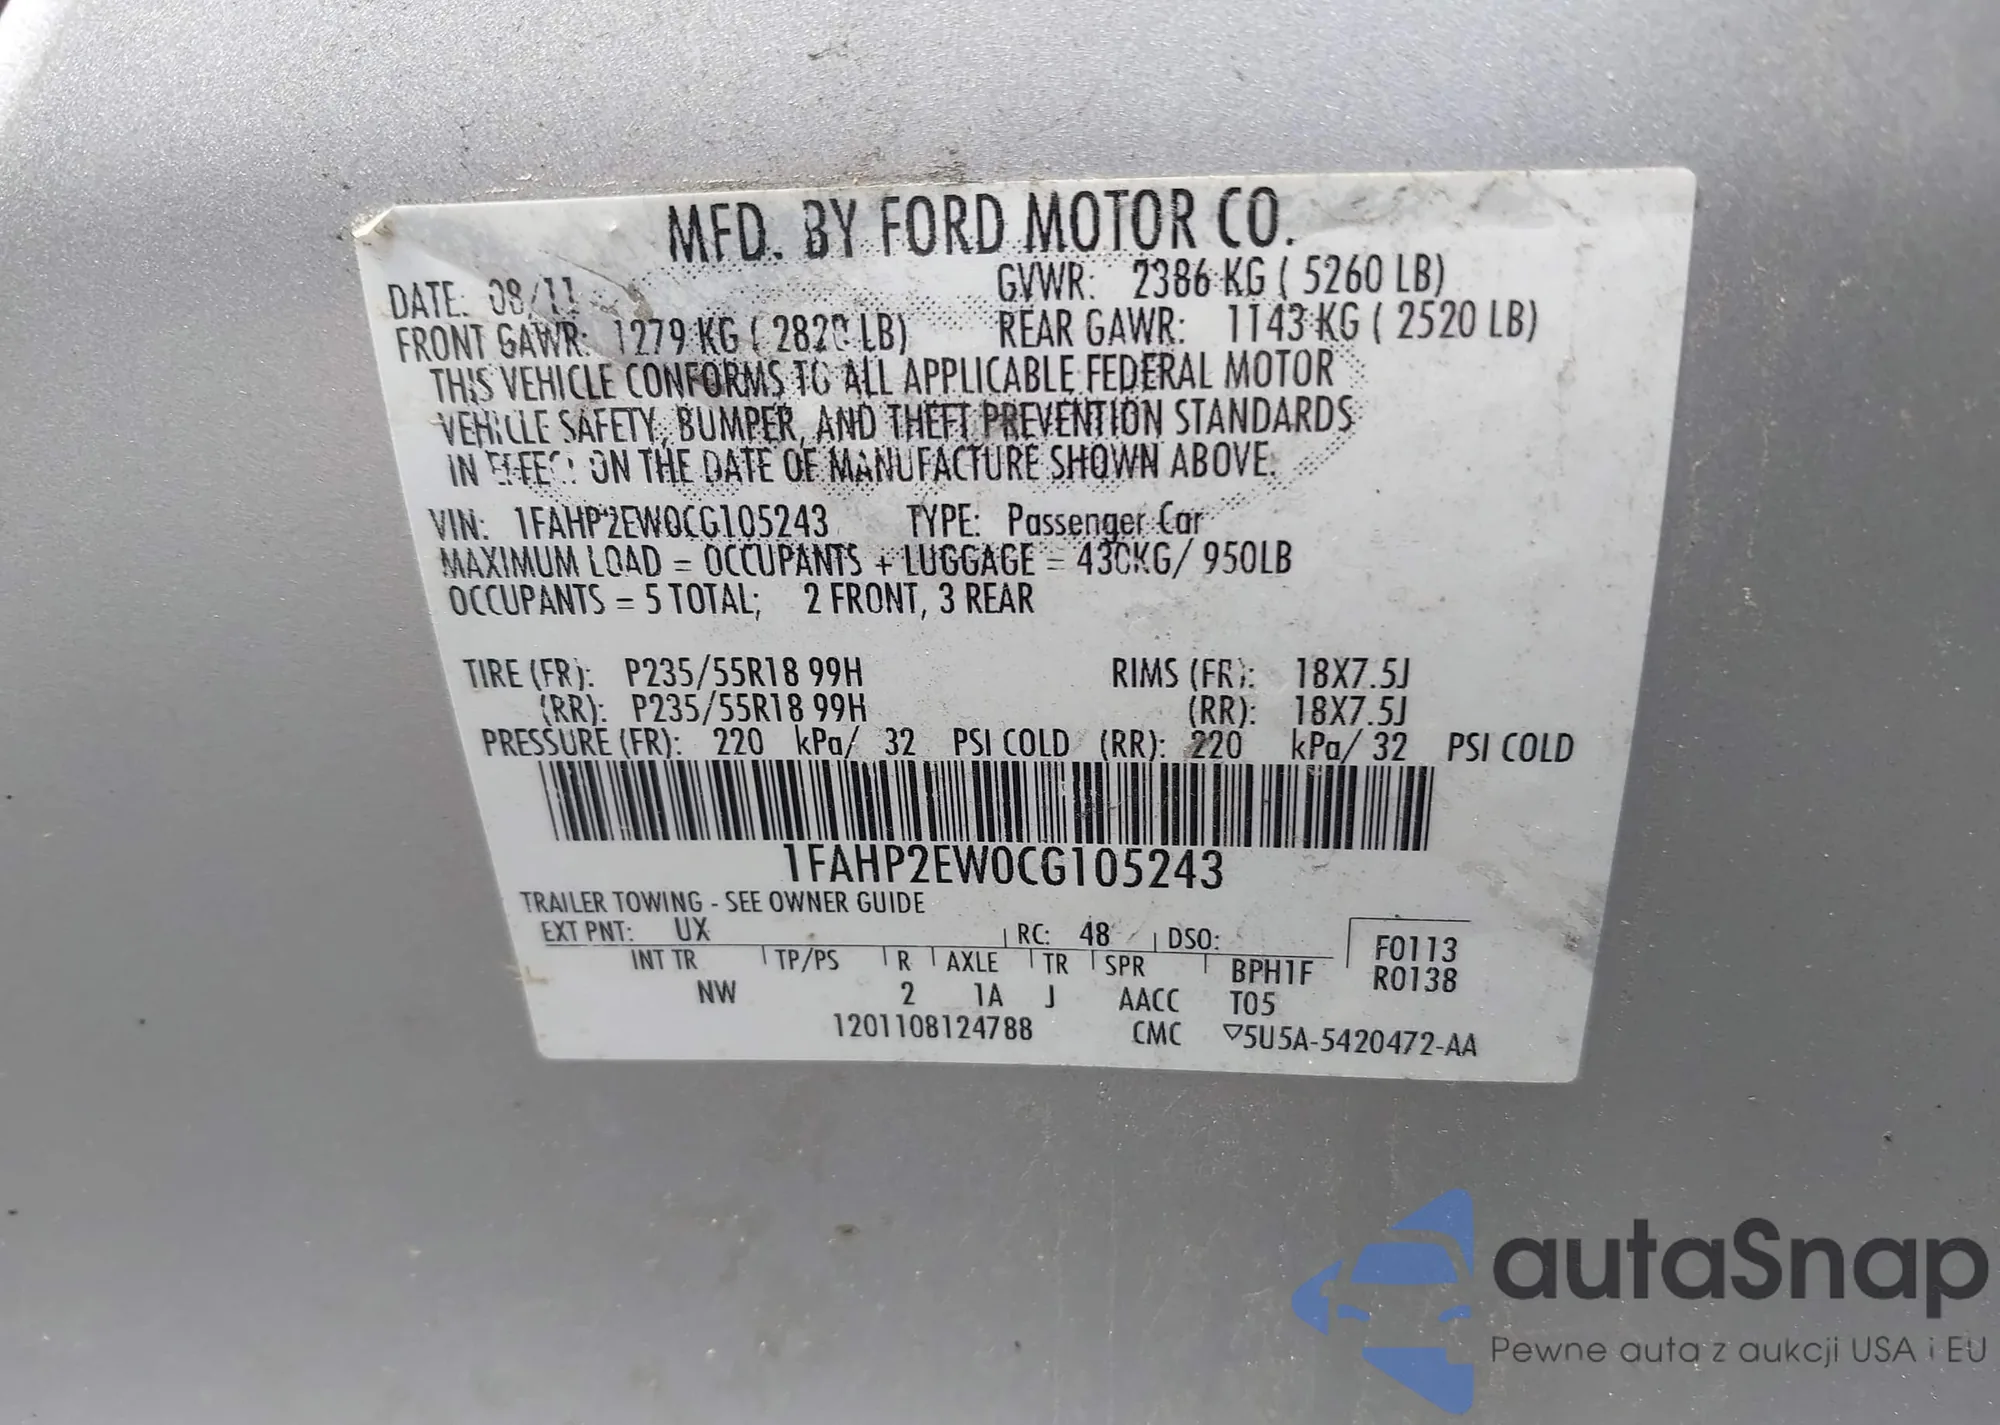 MFD. BY FORD MOTOR CO.
DATE: 08/11 GVWR: 2386 KG ( 5260 LB)
FRONT GAWR: 1279 KG ( 2820 LB) REAR GAWR: 1143 KG ( 2520 LB)
THIS VEHICLE CONFORMS TO ALL APPLICABLE FEDERAL MOTOR
VEHICLE SAFETY, BUMPER, AND THEFT PREVENTION STANDARDS
IN EFFECT ON THE DATE OF MANUFACTURE SHOWN ABOVE.
VIN: 1FAHP2EW0CG105243 TYPE: Passenger Car
MAXIMUM LOAD = OCCUPANTS + LUGGAGE = 430KG/ 950LB
OCCUPANTS = 5 TOTAL; 2 FRONT, 3 REAR
TIRE (FR): P235/55R18 99H RIMS (FR): 18X7.5J
(RR): P235/55R18 99H (RR): 18X7.5J
PRESSURE (FR): 220 kPa/ 32 PSI COLD (RR): 220 kPa/ 32 PSI COLD
1FAHP2EW0CG105243
TRAILER TOWING - SEE OWNER GUIDE
EXT PNT: UX RC: 48 DSO: F0113
INT TR TP/PS R AXLE TR SPR BPH1F R0138
NW 2 1A J AACC T05
1201108124788 CMC ▽5U5A-5420472-AA
autaSnap
Pewne auta z aukcji USA i EU